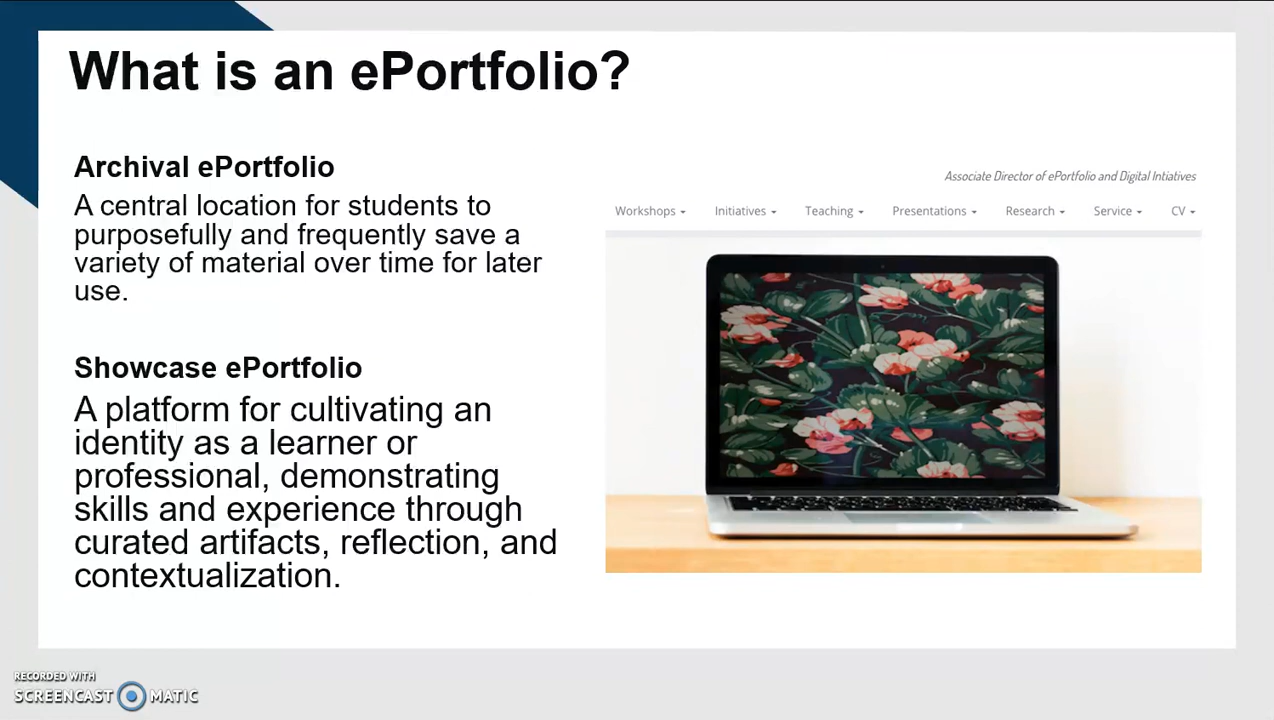 What is an ePortfolio?
Archival ePortfolio
A central location for students to
purposefully and frequently save a
variety of material over time for later
use.
Showcase ePortfolio
A platform for cultivating an
identity as a learner or
professional, demonstrating
skills and experience through
curated artifacts, reflection, and
contextualization.
Associate Director of ePortfolio and Digital Intiatives
Workshops Initiatives Teaching Presentations Research Service CV
RECORDED WITH
SCREENCAST MATIC